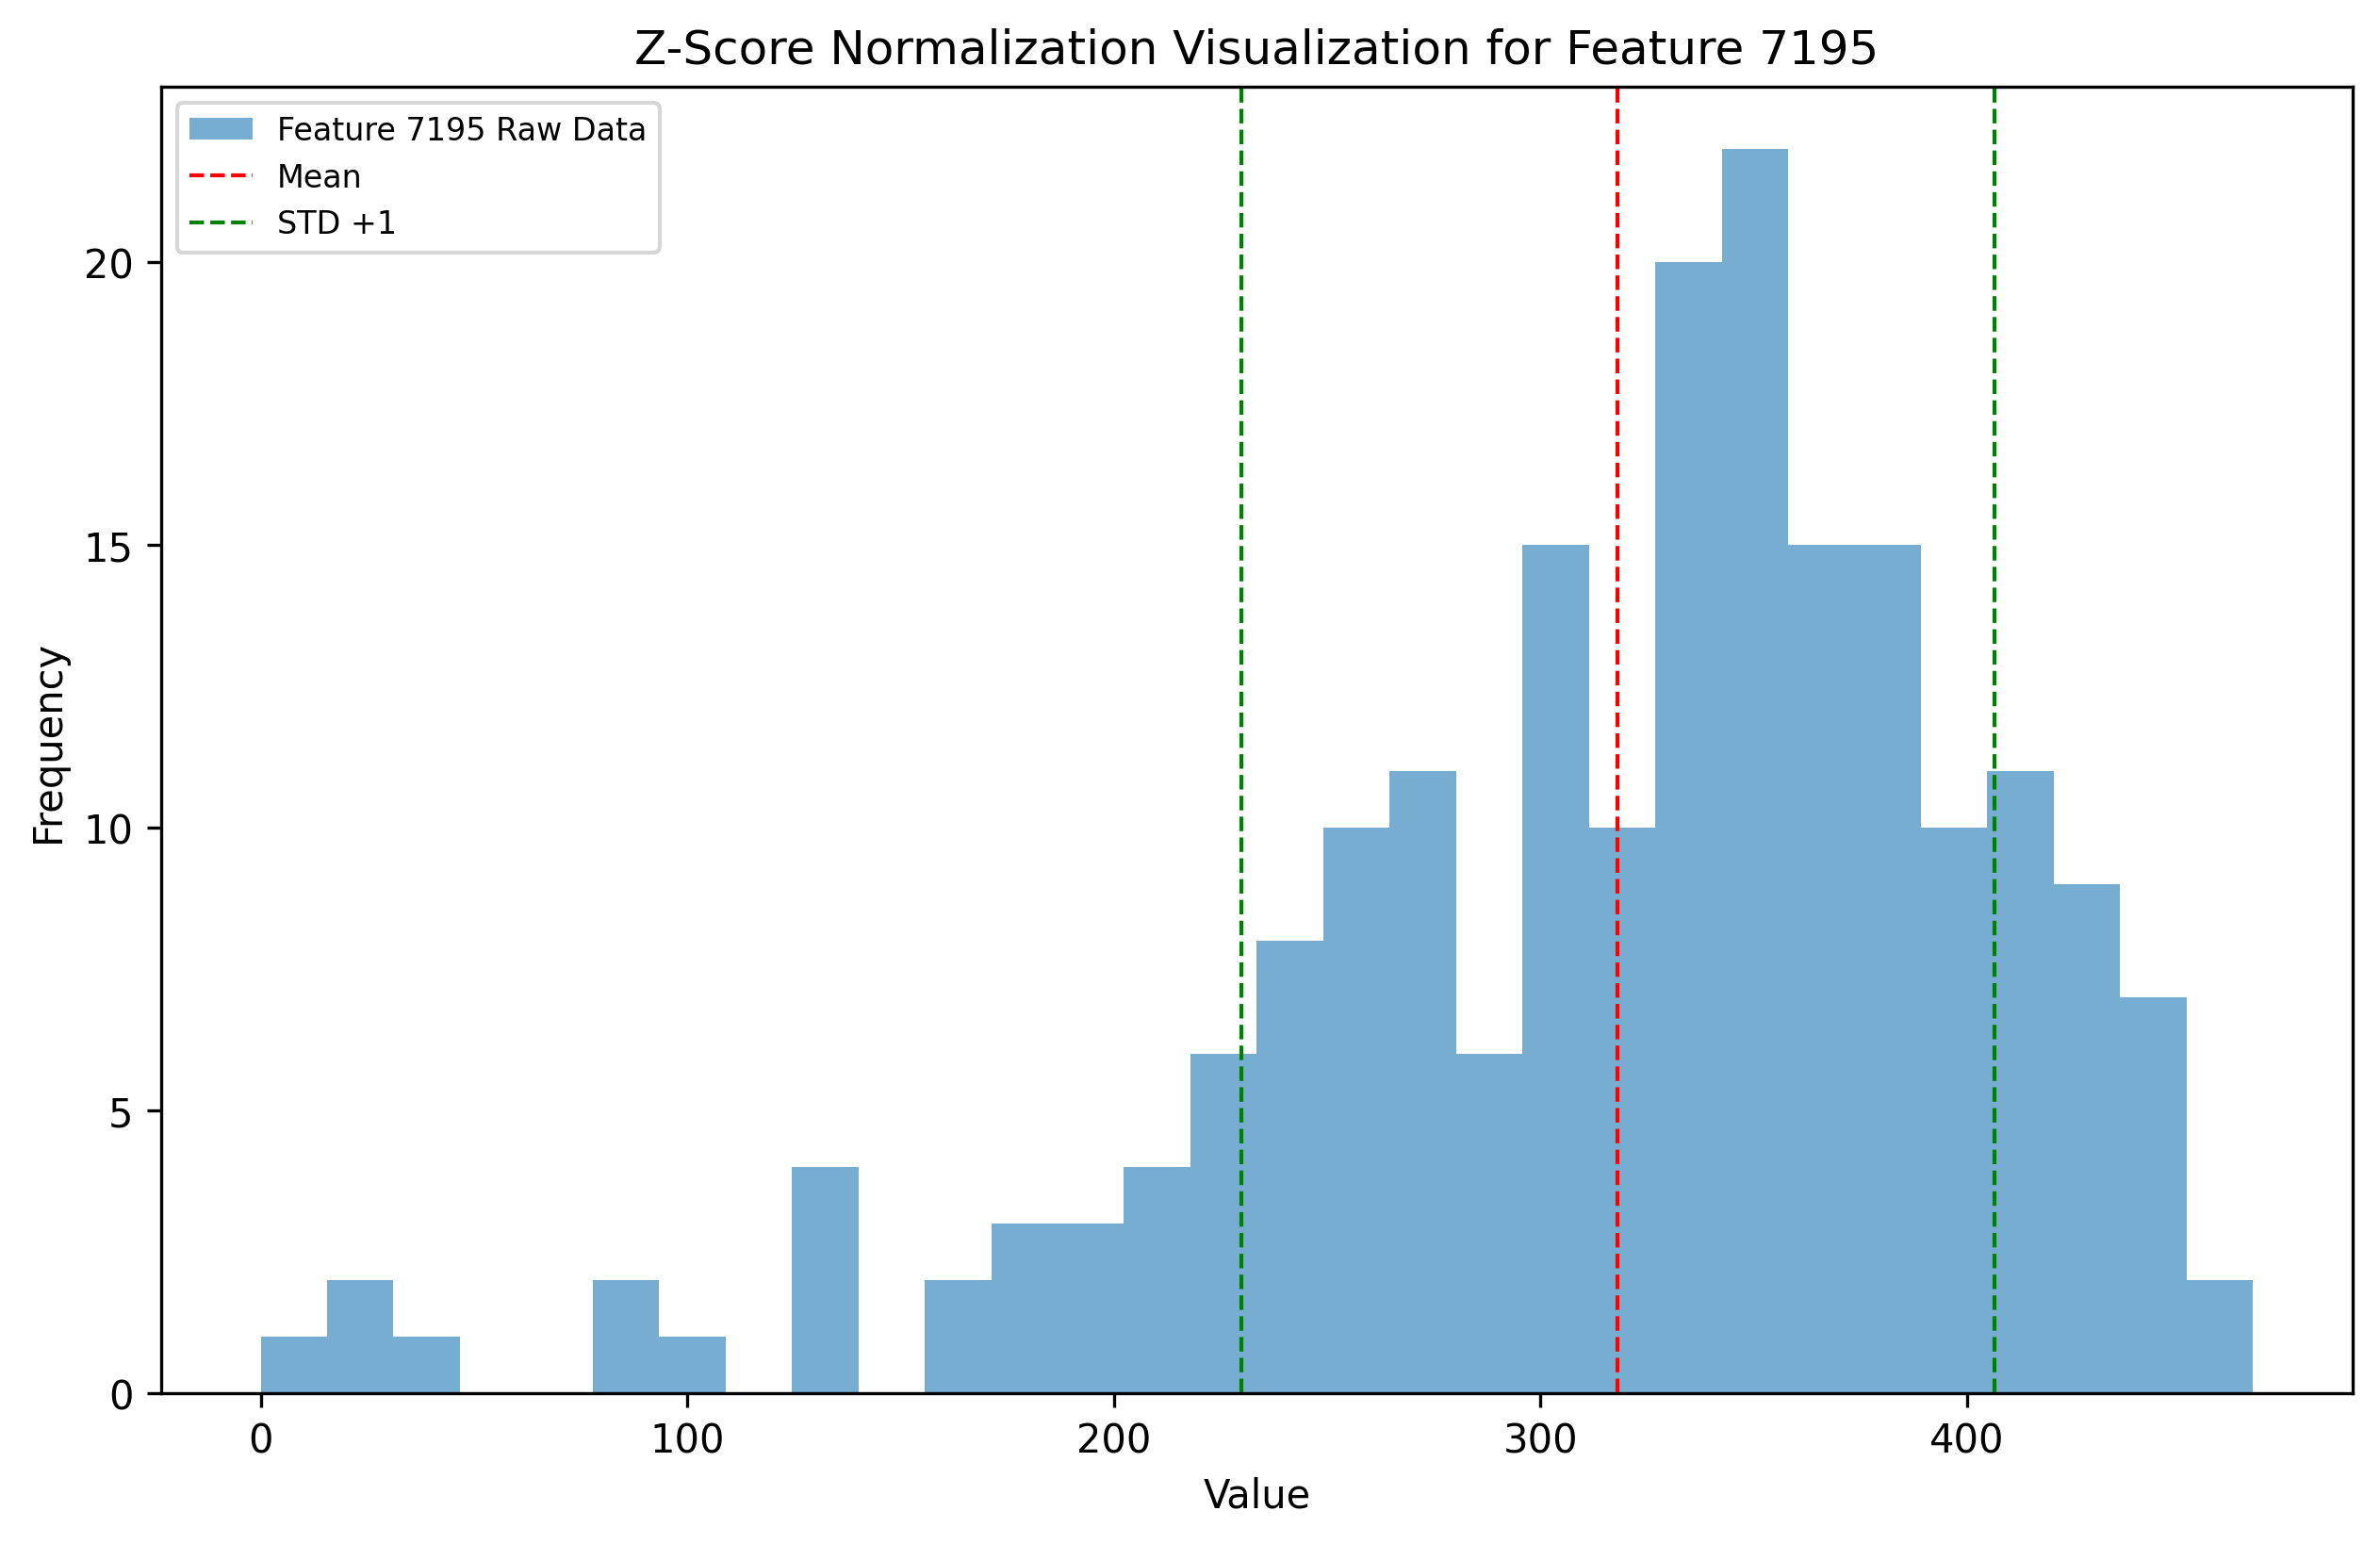 Z-Score Normalization Visualization for Feature 7195
Feature 7195 Raw Data
Mean
STD +1
Frequency
20
15
10
5
0
0 100 200 300 400
Value